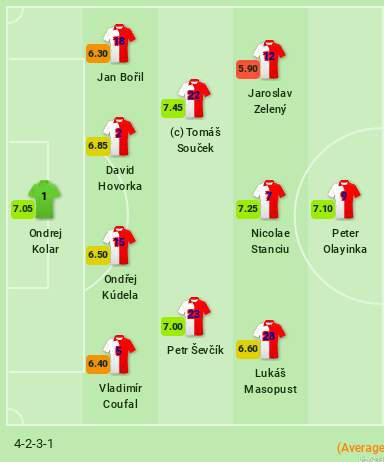 18
6.30
Jan Bořil
12
5.90
Jaroslav
Zelený
22
7.45
(c) Tomáš
Souček
2
6.85
David
Hovorka
1
7.05
Ondrej
Kolar
7
7.25
Nicolae
Stanciu
9
7.10
Peter
Olayinka
15
6.50
Ondřej
Kúdela
23
7.00
Petr Ševčík
28
6.60
Lukáš
Masopust
5
6.40
Vladimír
Coufal
4-2-3-1
(Average